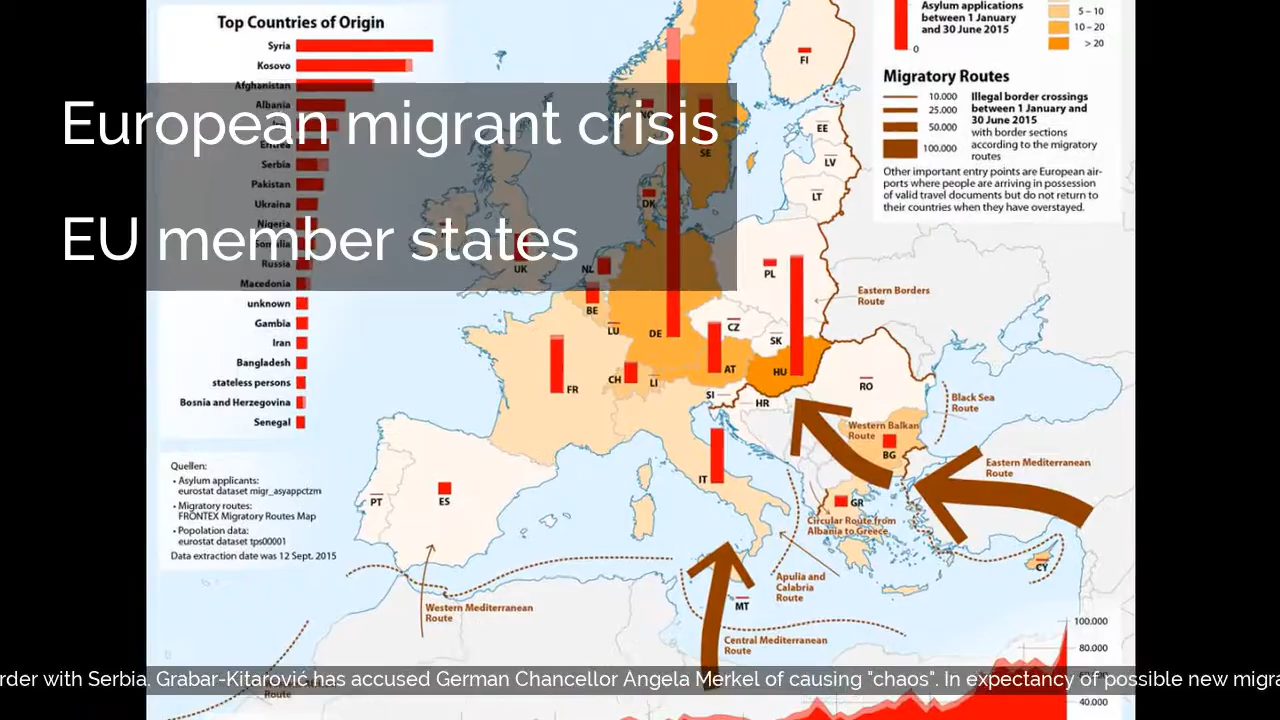 Top Countries of Origin
Syria
Kosovo
Afghanistan
Albania
Eritrea
Serbia
Pakistan
Ukraina
Nigeria
Somalia
Russia
Macedonia
unknown
Gambia
Iran
Bangladesh
stateless persons
Bosnia and Herzegovina
Senegal
European migrant crisis
EU member states
Quellen:
• Asylum applicants:
eurostat dataset migr_asyappctzm
• Migratory routes:
FRONTEX Migratory Routes Map
• Popolation data:
eurostat dataset tps00001
Data extraction date was 12 Sept. 2015
Asylum applications
between 1 January
and 30 June 2015
0
5 – 10
10 – 20
> 20
Migratory Routes
10.000
25.000
50.000
100.000
Illegal border crossings
between 1 January and
30 June 2015
with border sections
according to the migratory
routes
Other important entry points are European air-
ports where people are arriving in possession
of valid travel documents but do not return to
their countries when they have overstayed.
FI
EE
LV
LT
SE
DK
UK
NL
BE
LU
DE
PL
CZ
SK
AT
HU
CH
LI
FR
SI
HR
RO
BG
IT
GR
PT
ES
MT
CY
Eastern Borders
Route
Black Sea
Route
Western Balkan
Route
Eastern Mediterranean
Route
Circular Route from
Albania to Greece
Apulia and
Calabria
Route
Western Mediterranean
Route
Central Mediterranean
Route
Route
100.000
80.000
40.000
rder with Serbia. Grabar-Kitarović has accused German Chancellor Angela Merkel of causing "chaos". In expectancy of possible new migra